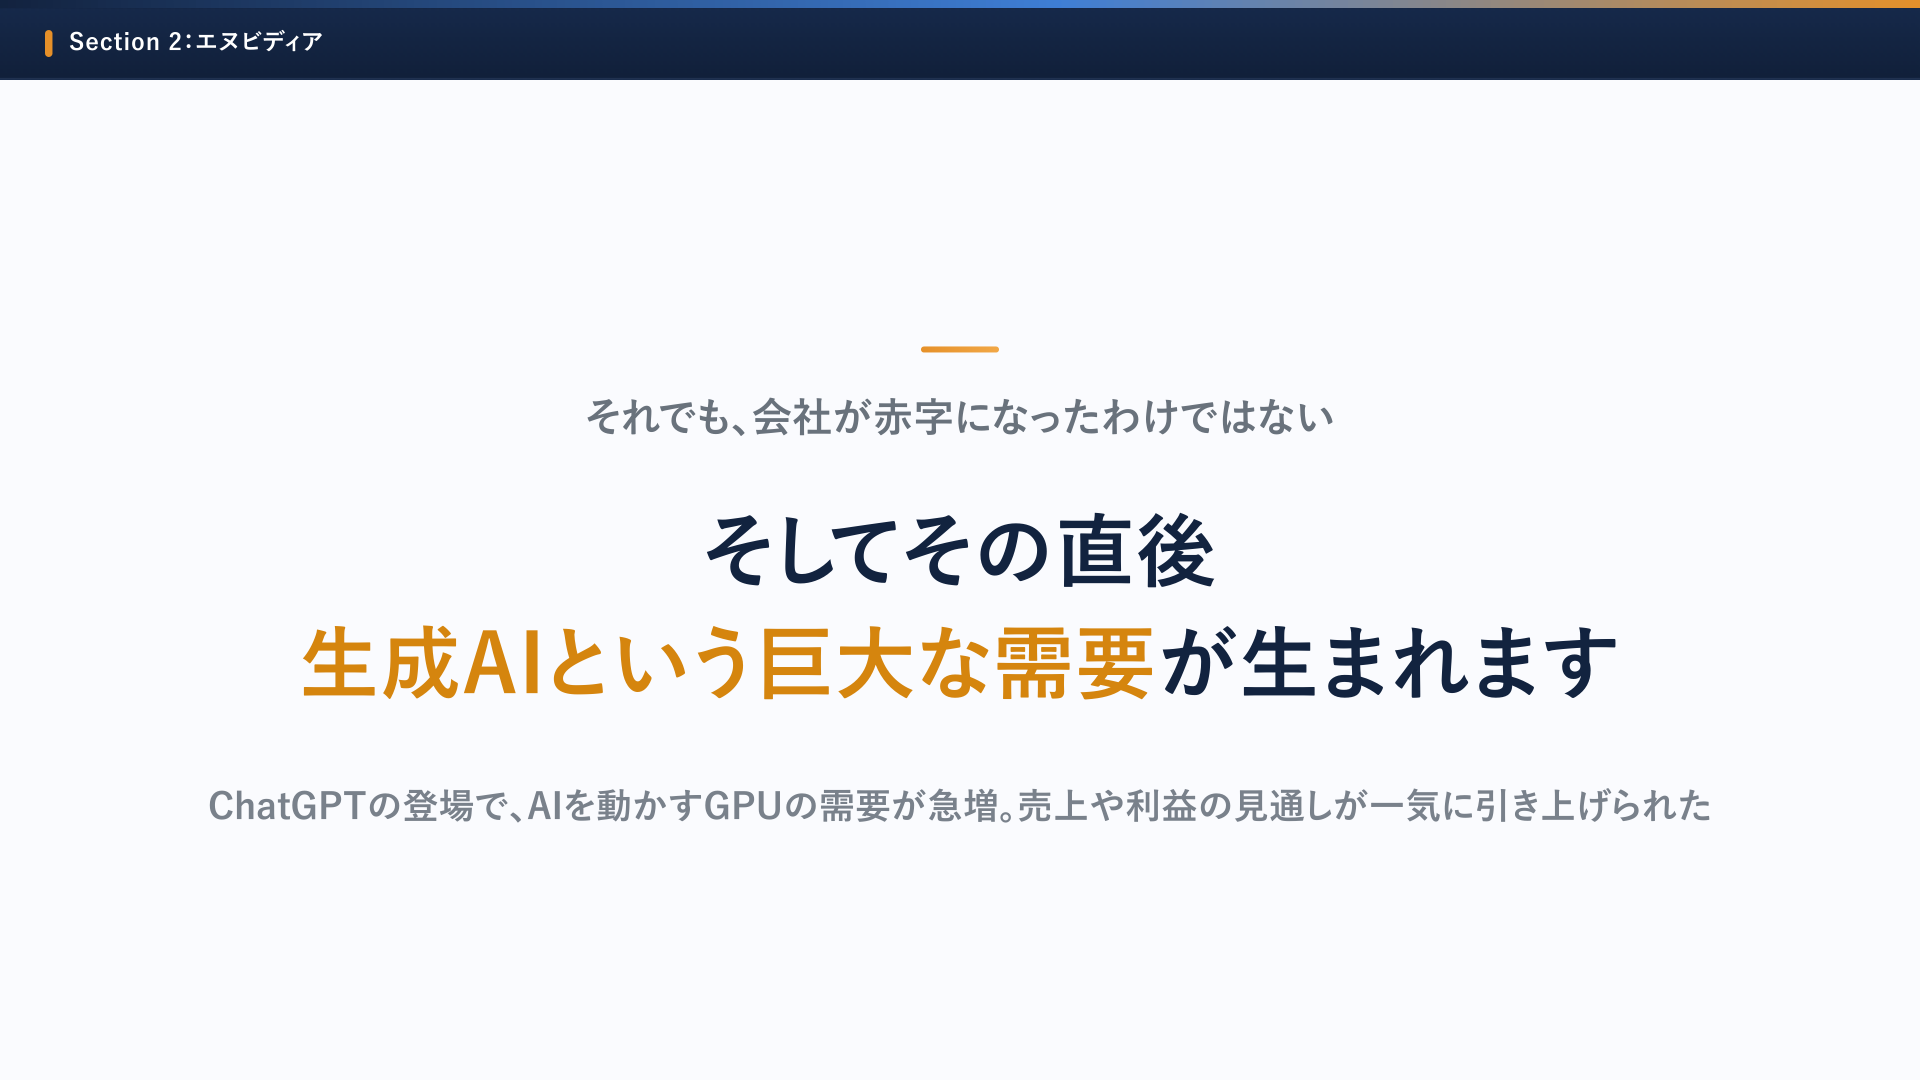 Section 2：エヌビディア
それでも、会社が赤字になったわけではない
そしてその直後
生成AIという巨大な需要が生まれます
ChatGPTの登場で、AIを動かすGPUの需要が急増。売上や利益の見通しが一気に引き上げられた